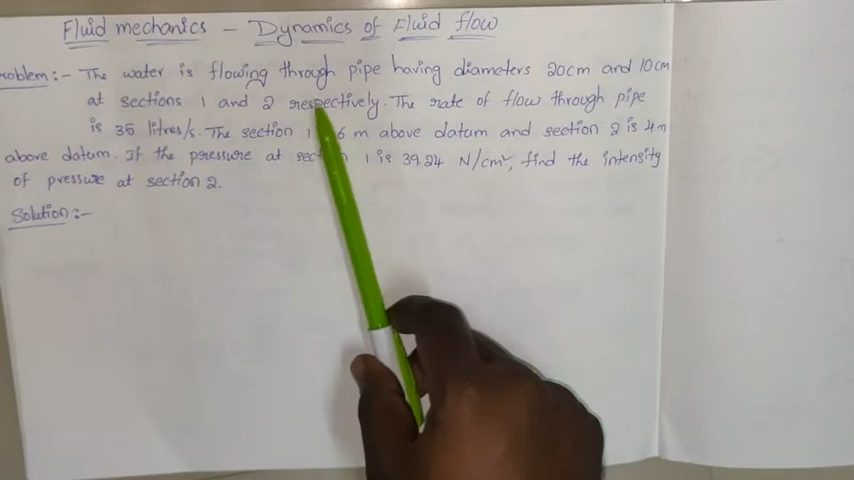 Fluid mechanics - Dynamics of Fluid flow
roblem:- The water is flowing through pipe having diameters 20cm and 10cm
at sections 1 and 2 respectively. The rate of flow through pipe
is 35 litres/s. The section 1 6 m above datum and section 2 is 4m
above datum. If the pressure at sec n 1 is 39.24 N/cm², find the intensity
of pressure at section 2.
Solution:-